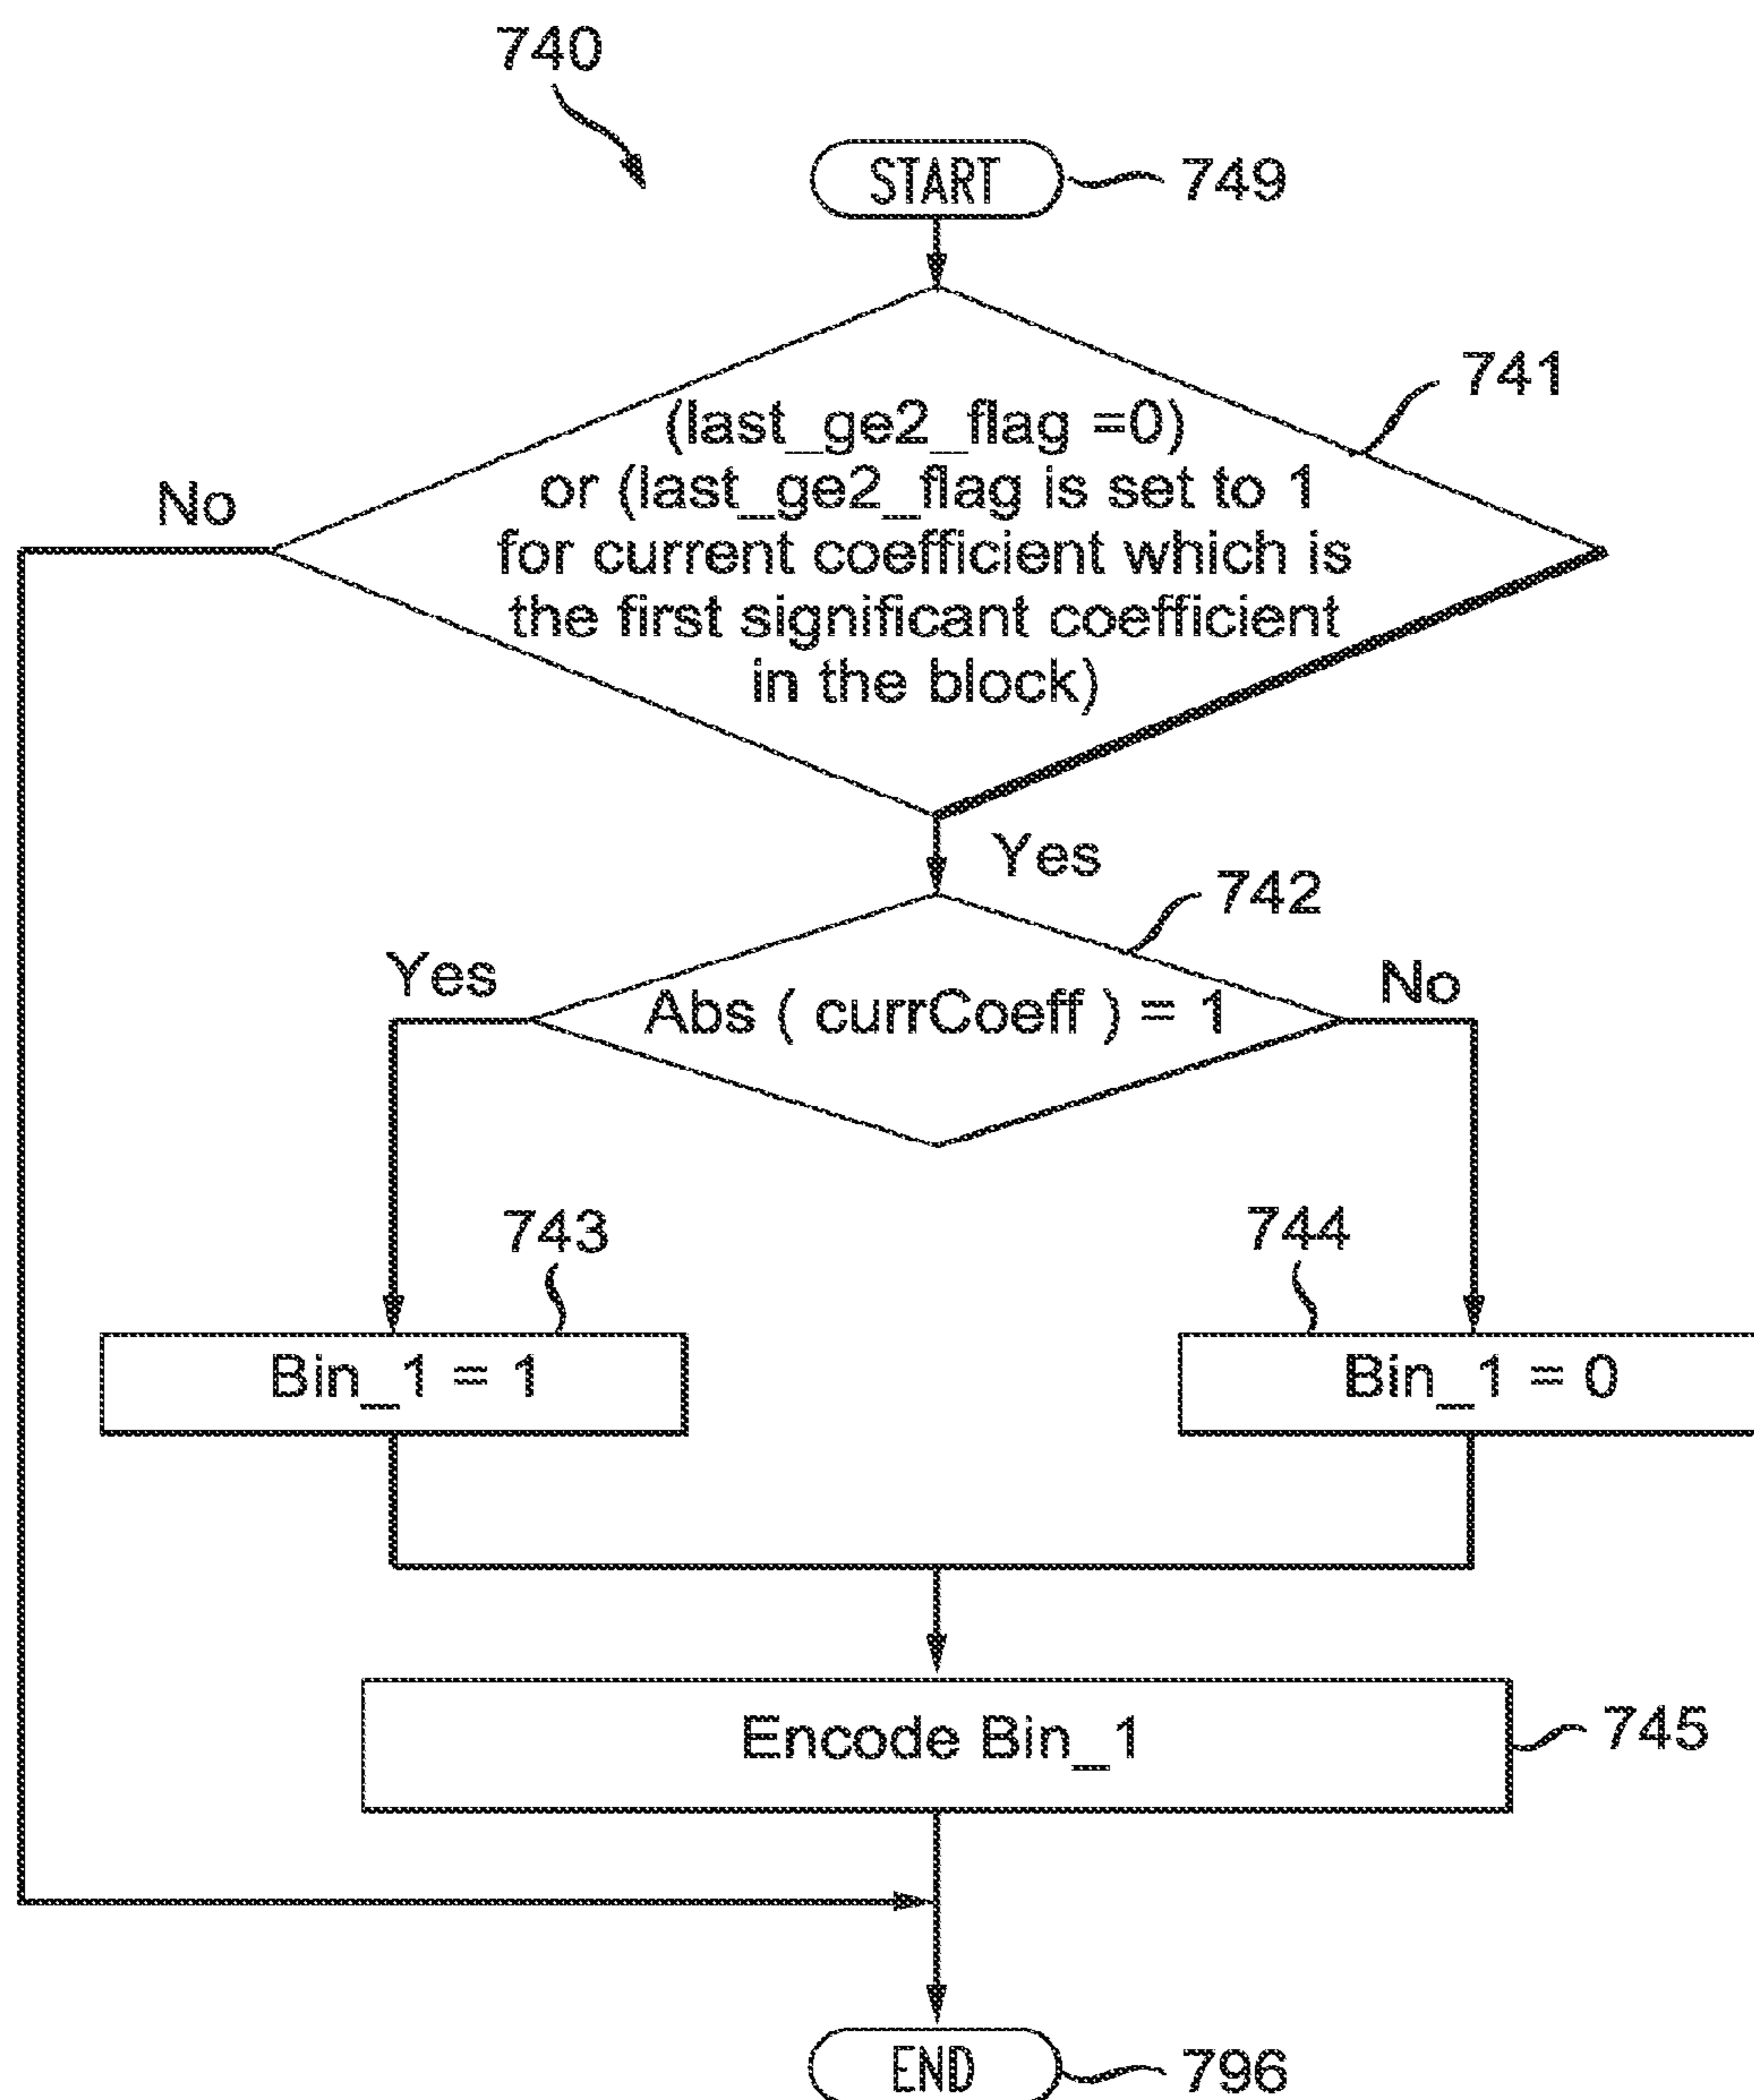 740
START
749
741
(last_ge2_flag =0)
or (last_ge2_flag is set to 1
for current coefficient which is
the first significant coefficient
in the block)
No
Yes
742
Yes
Abs ( currCoeff ) = 1
No
743
744
Bin_1 = 1
Bin_1 = 0
Encode Bin_1
745
END
796